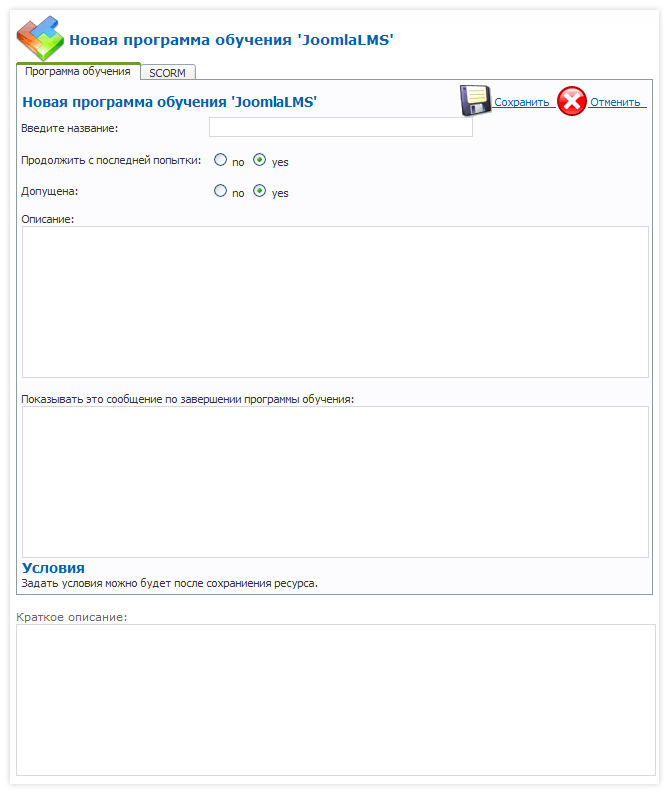 Новая программа обучения 'JoomlaLMS'
Программа обучения SCORM
Новая программа обучения 'JoomlaLMS' Сохранить Отменить
Введите название:
Продолжить с последней попытки: no yes
Допущена: no yes
Описание:
Показывать это сообщение по завершении программы обучения:
Условия
Задать условия можно будет после сохраниения ресурса.
Краткое описание: